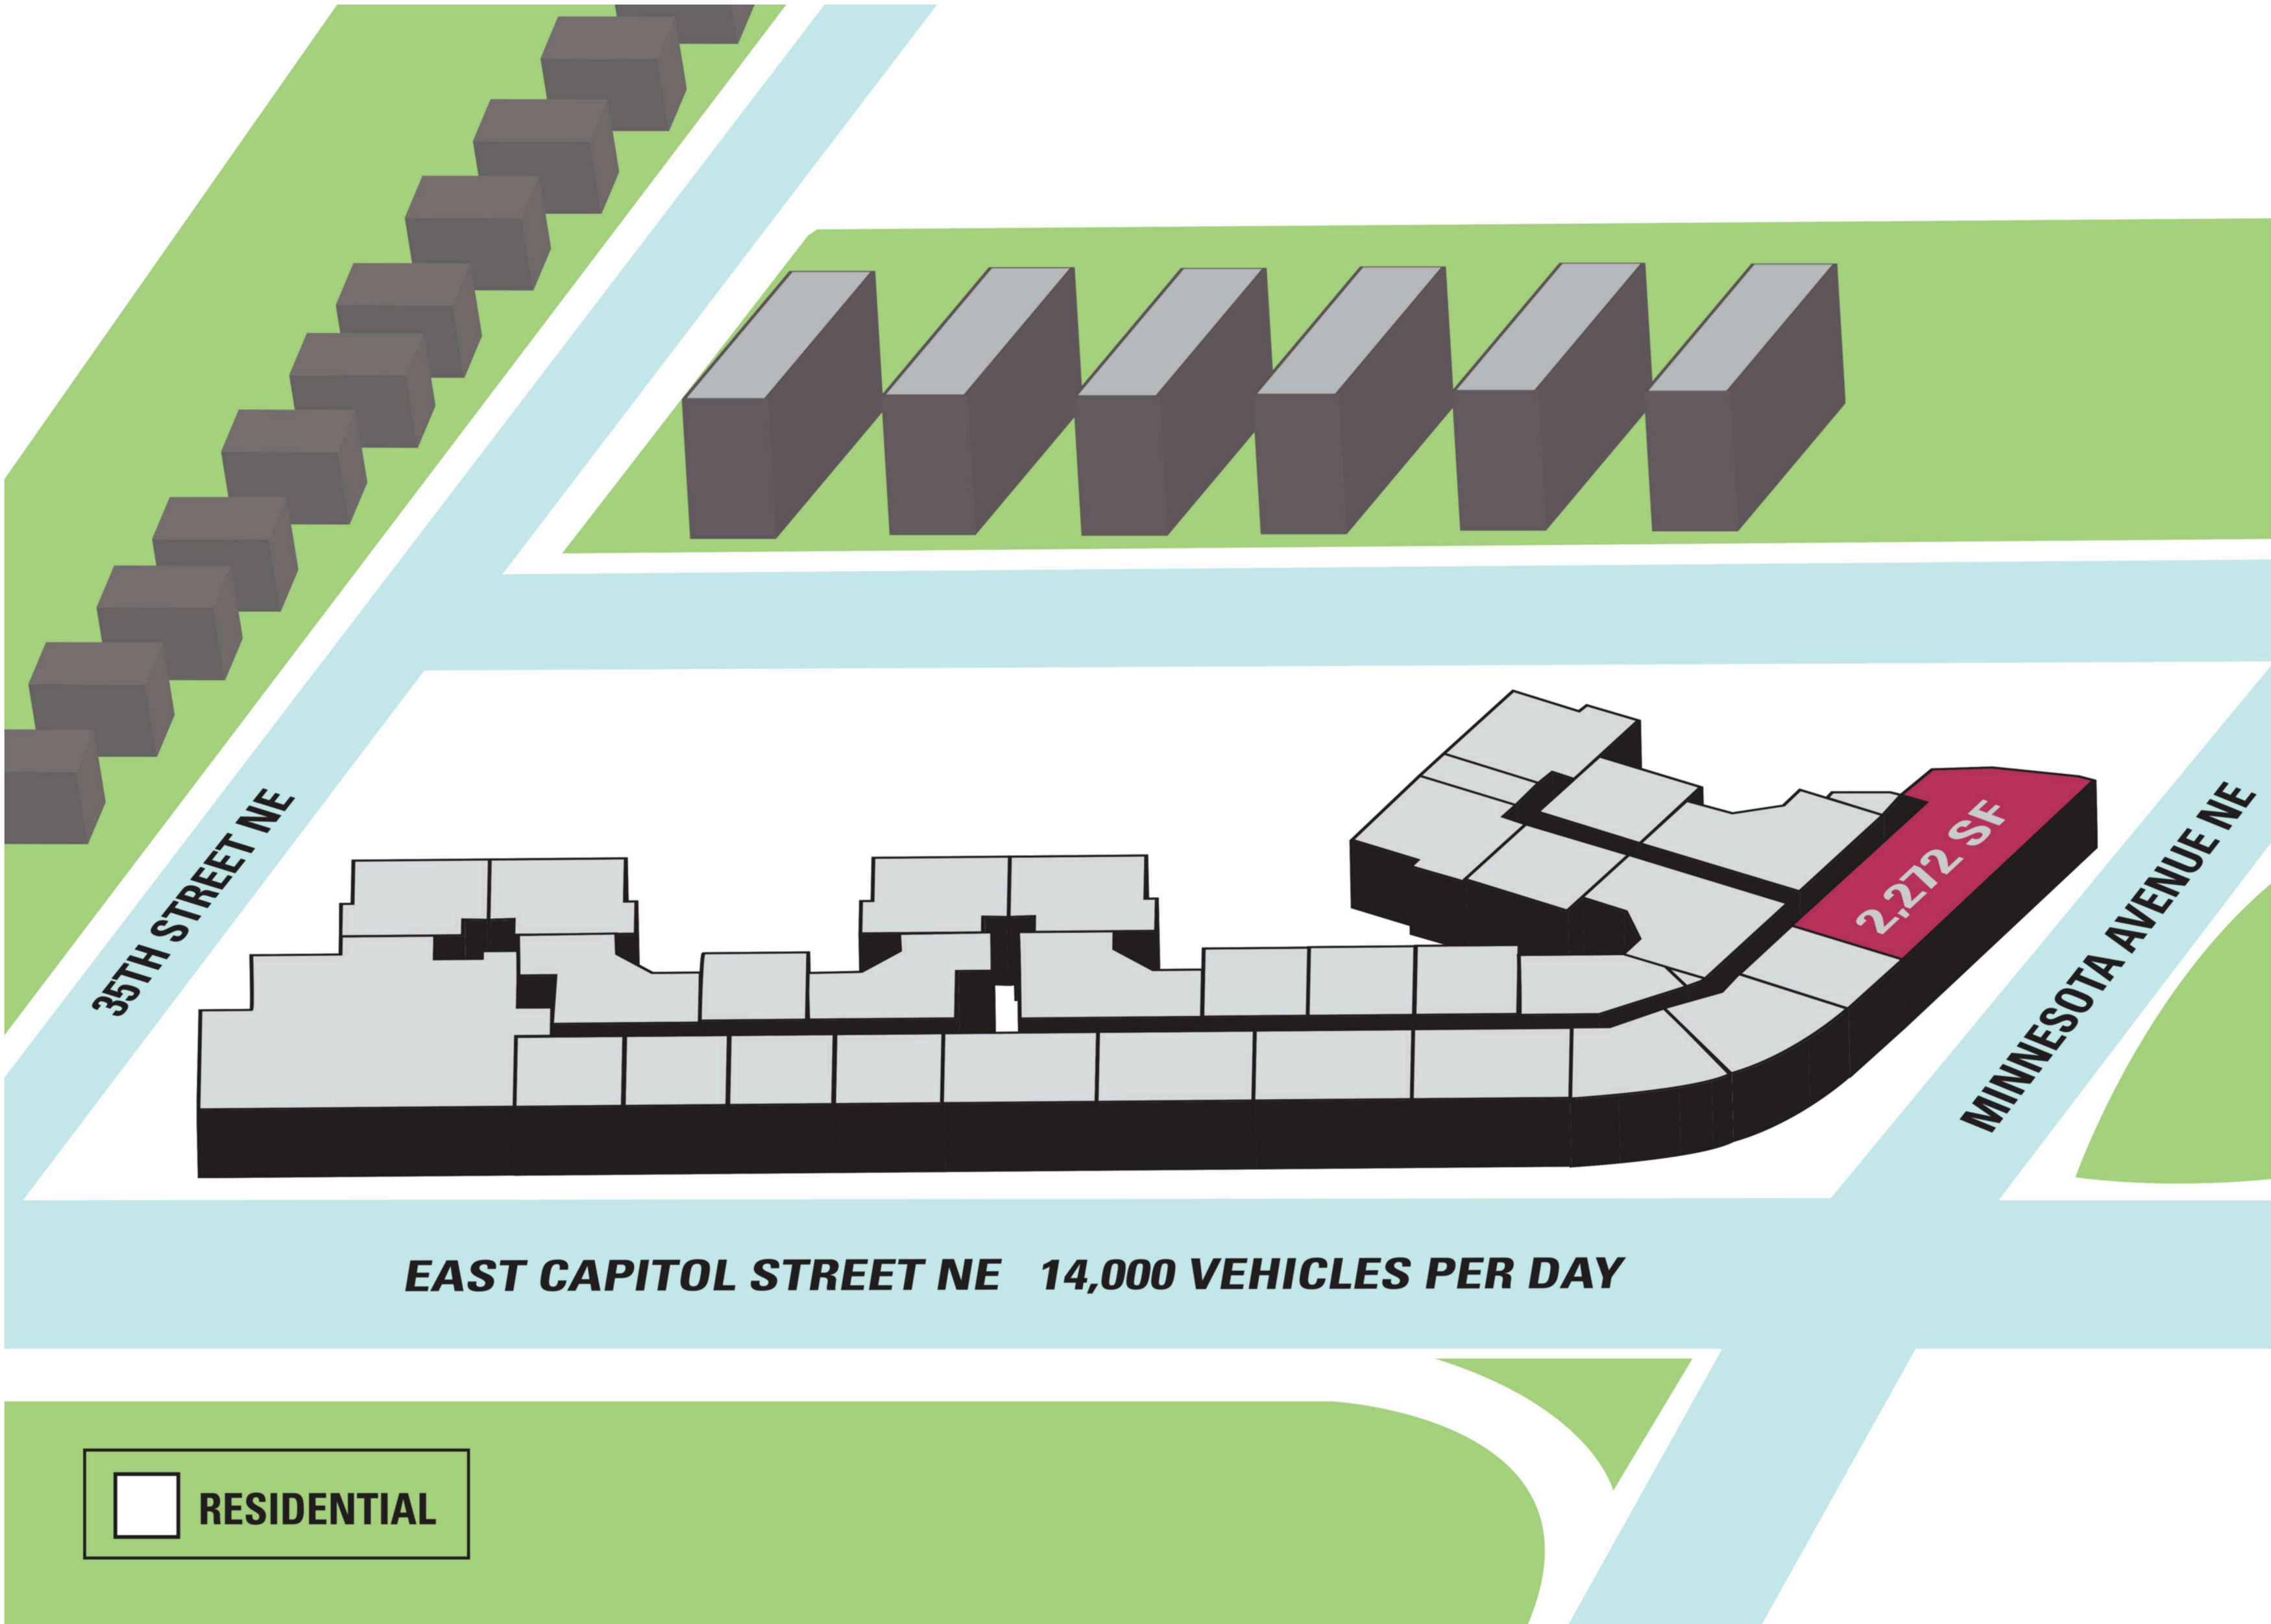 35TH STREET NE
2,272 SF
MINNESOTA AVENUE NE
EAST CAPITOL STREET NE 14,000 VEHICLES PER DAY
RESIDENTIAL